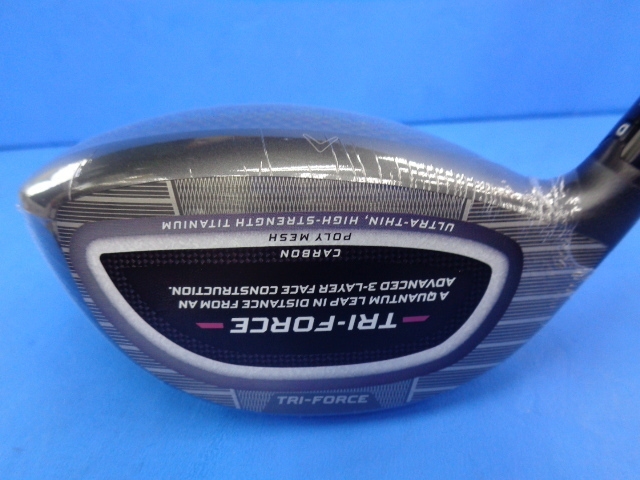 TRI-FORCE
A QUANTUM LEAP IN DISTANCE FROM AN
ADVANCED 3-LAYER FACE CONSTRUCTION.
CARBON
POLY MESH
ULTRA-THIN, HIGH-STRENGTH TITANIUM
TRI-FORCE